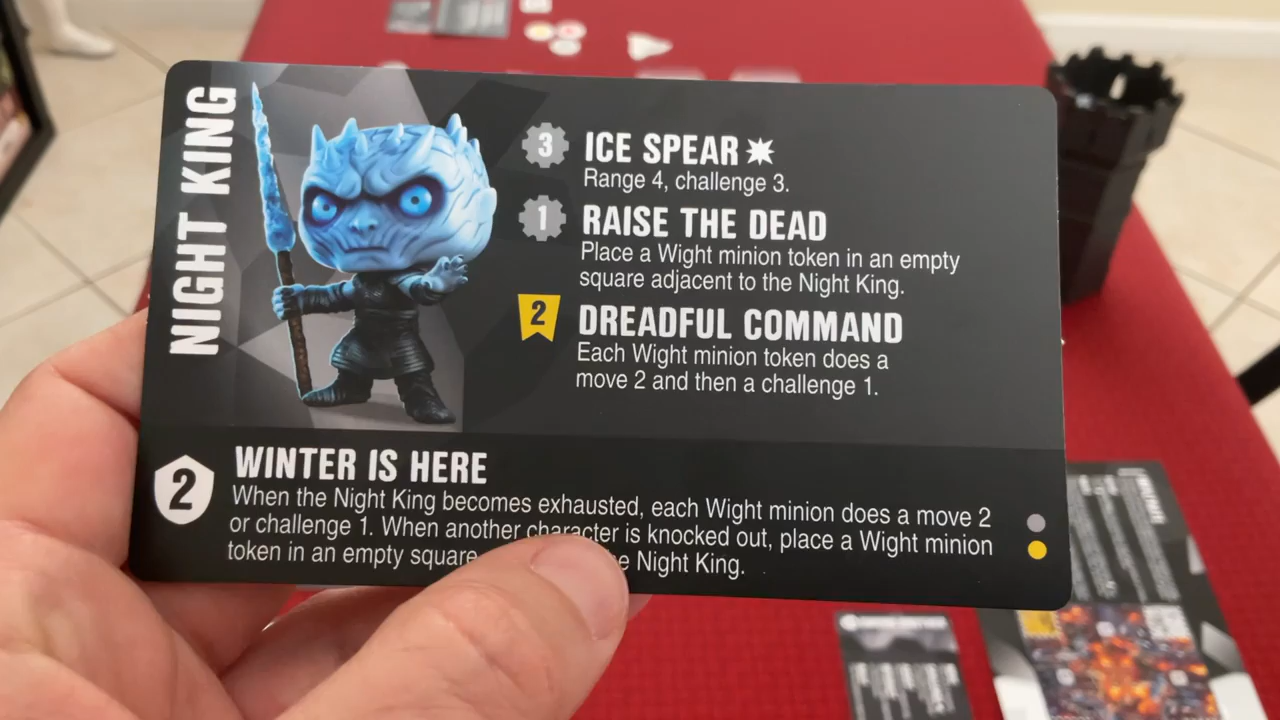 NIGHT KING
3 ICE SPEAR
Range 4, challenge 3.
1 RAISE THE DEAD
Place a Wight minion token in an empty
square adjacent to the Night King.
2 DREADFUL COMMAND
Each Wight minion token does a
move 2 and then a challenge 1.
2 WINTER IS HERE
When the Night King becomes exhausted, each Wight minion does a move 2
or challenge 1. When another character is knocked out, place a Wight minion
token in an empty square Night King.